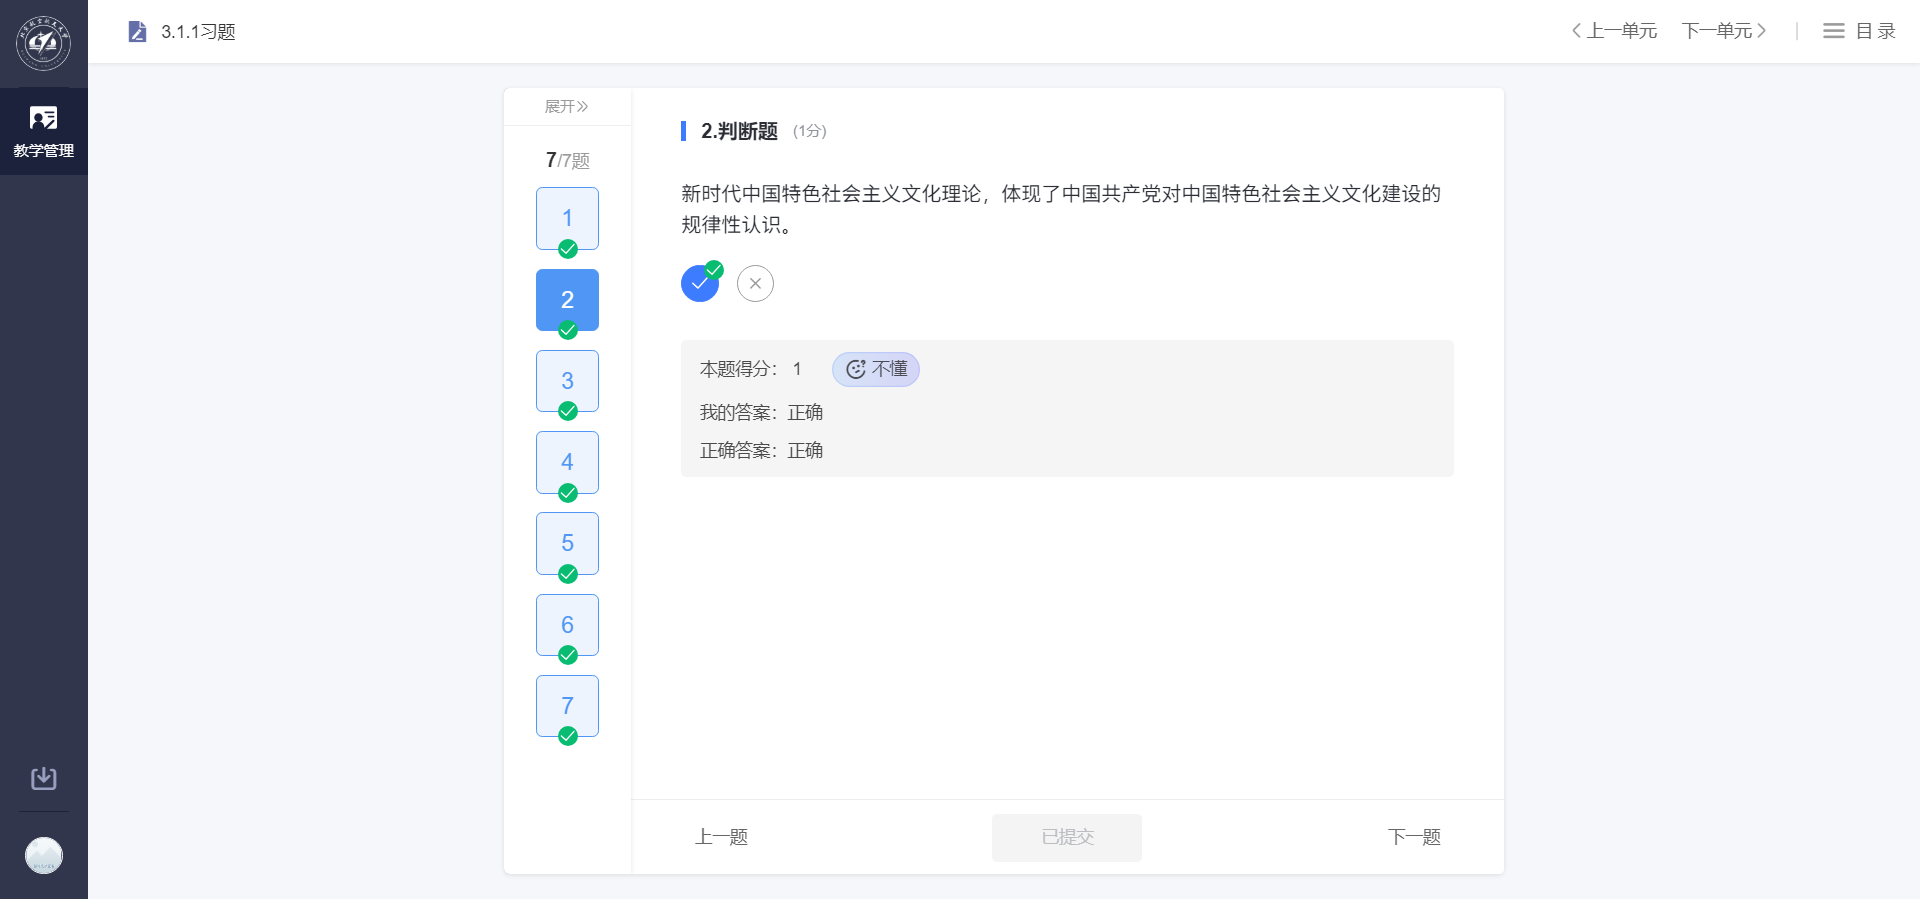 3.1.1习题
上一单元
下一单元
目录
教学管理
展开
7/7题
1
2
3
4
5
6
7
2.判断题 (1分)
新时代中国特色社会主义文化理论，体现了中国共产党对中国特色社会主义文化建设的
规律性认识。
本题得分： 1
不懂
我的答案：正确
正确答案：正确
上一题
已提交
下一题